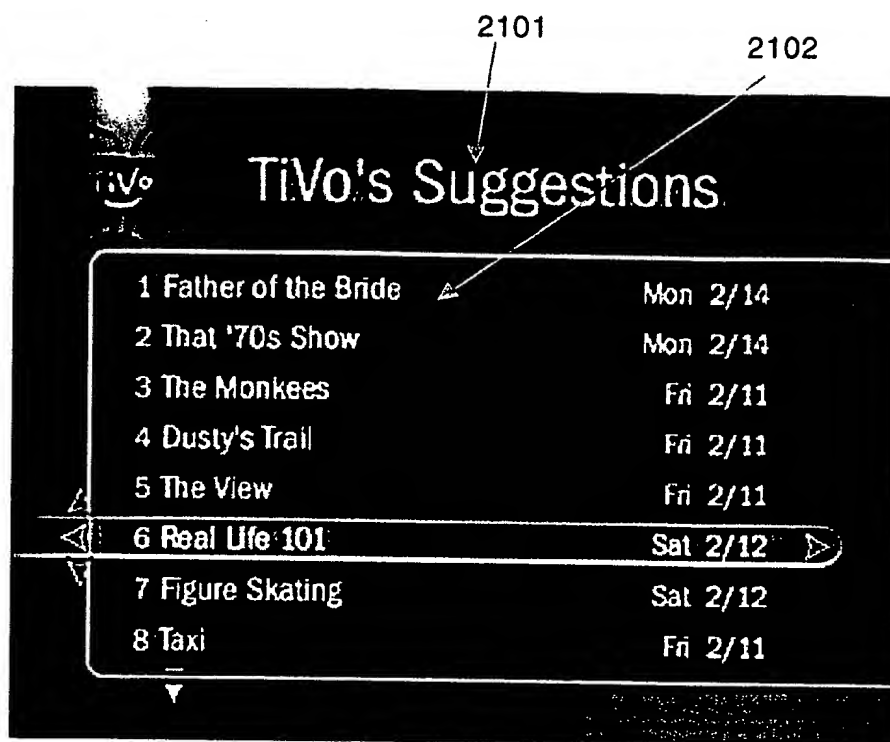 2101
2102
TiVo
TiVo's Suggestions
1 Father of the Bride Mon 2/14
2 That '70s Show Mon 2/14
3 The Monkees Fri 2/11
4 Dusty's Trail Fri 2/11
5 The View Fri 2/11
6 Real Life 101 Sat 2/12
7 Figure Skating Sat 2/12
8 Taxi Fri 2/11